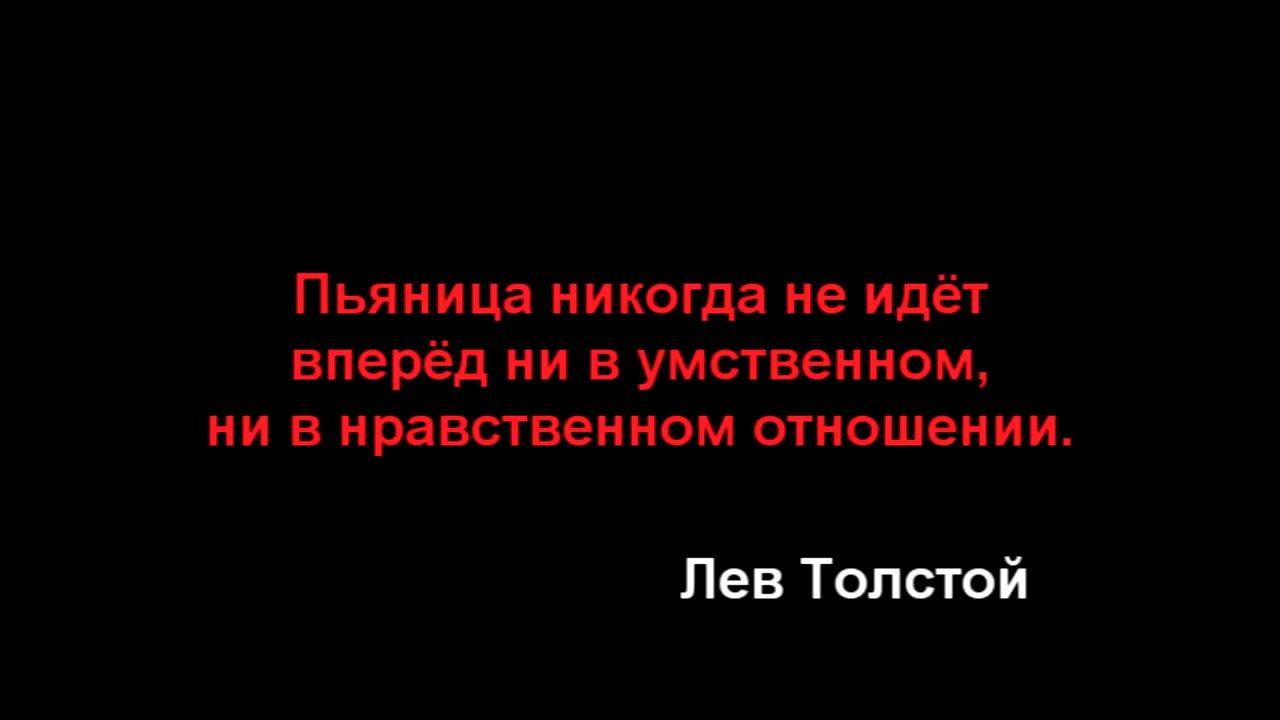 Пьяница никогда не идёт
вперёд ни в умственном,
ни в нравственном отношении.
Лев Толстой